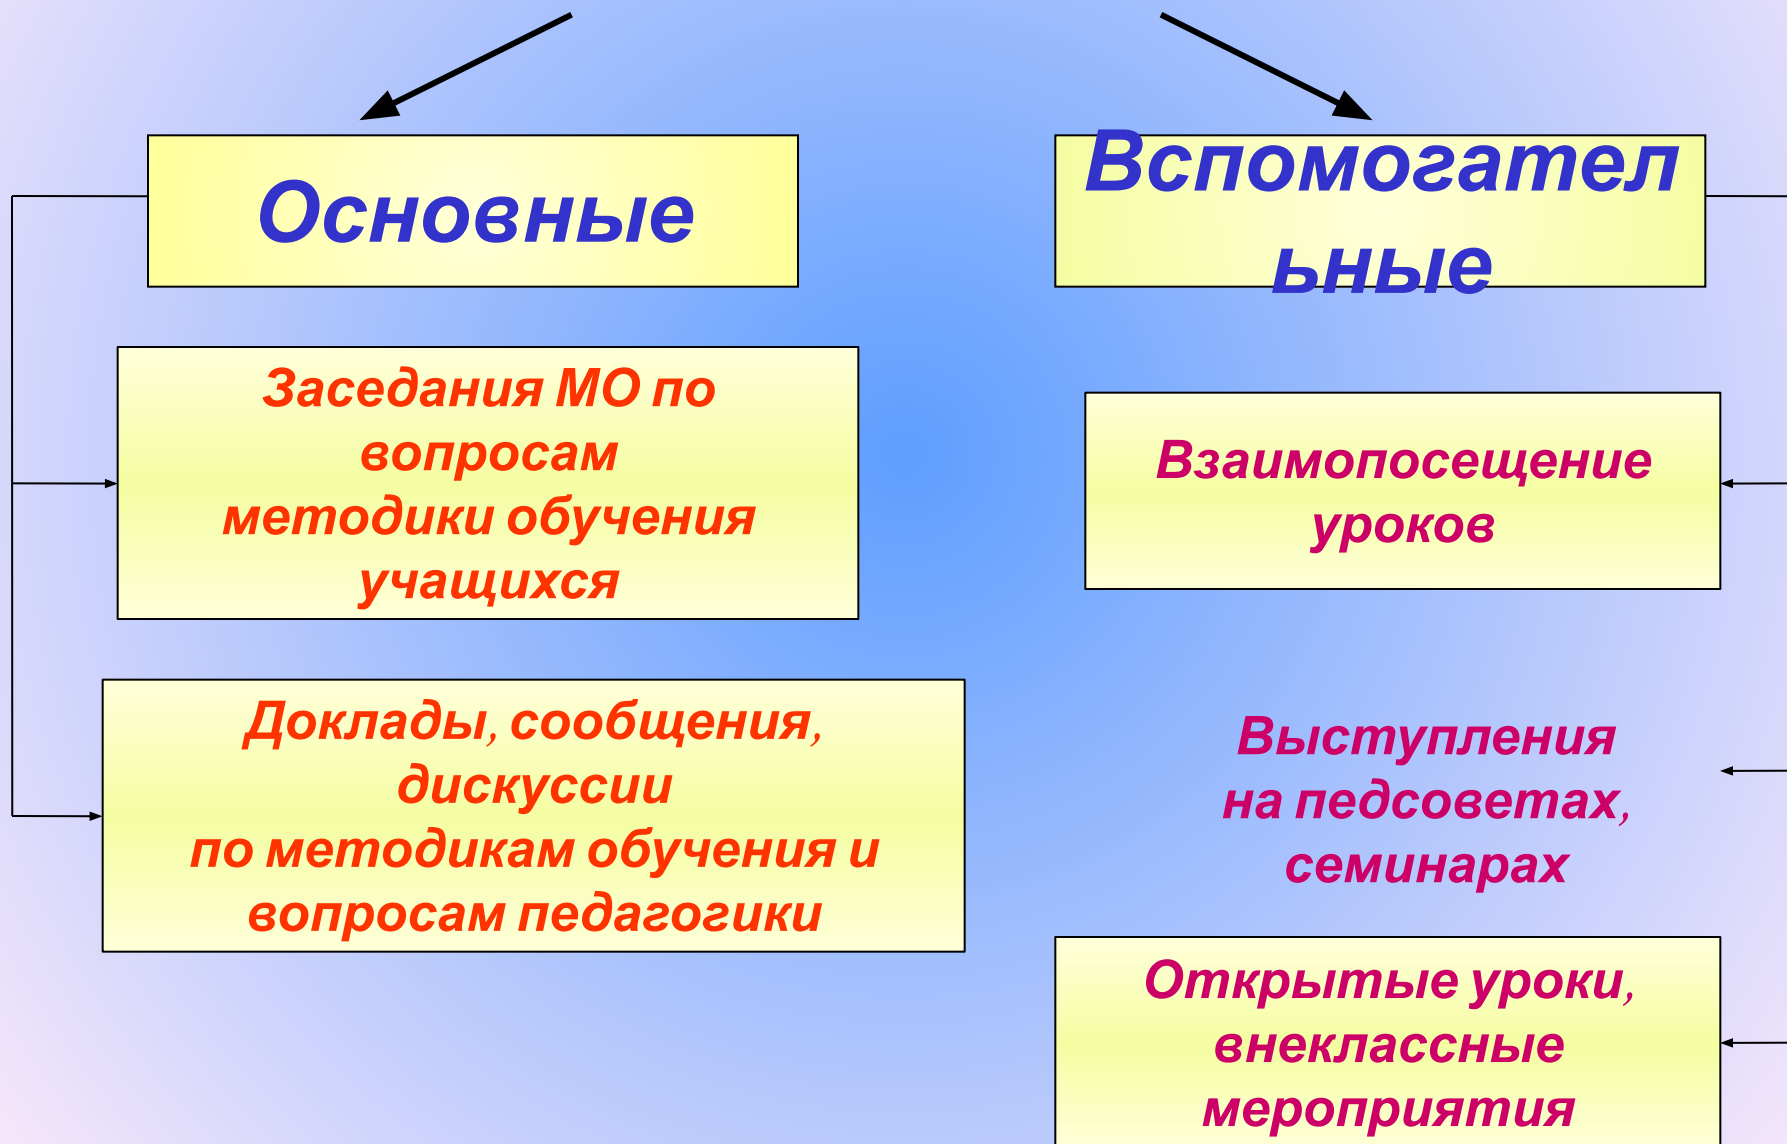 Основные
Вспомогател
ьные
Заседания МО по
вопросам
методики обучения
учащихся
Доклады, сообщения,
дискуссии
по методикам обучения и
вопросам педагогики
Взаимопосещение
уроков
Выступления
на педсоветах,
семинарах
Открытые уроки,
внеклассные
мероприятия